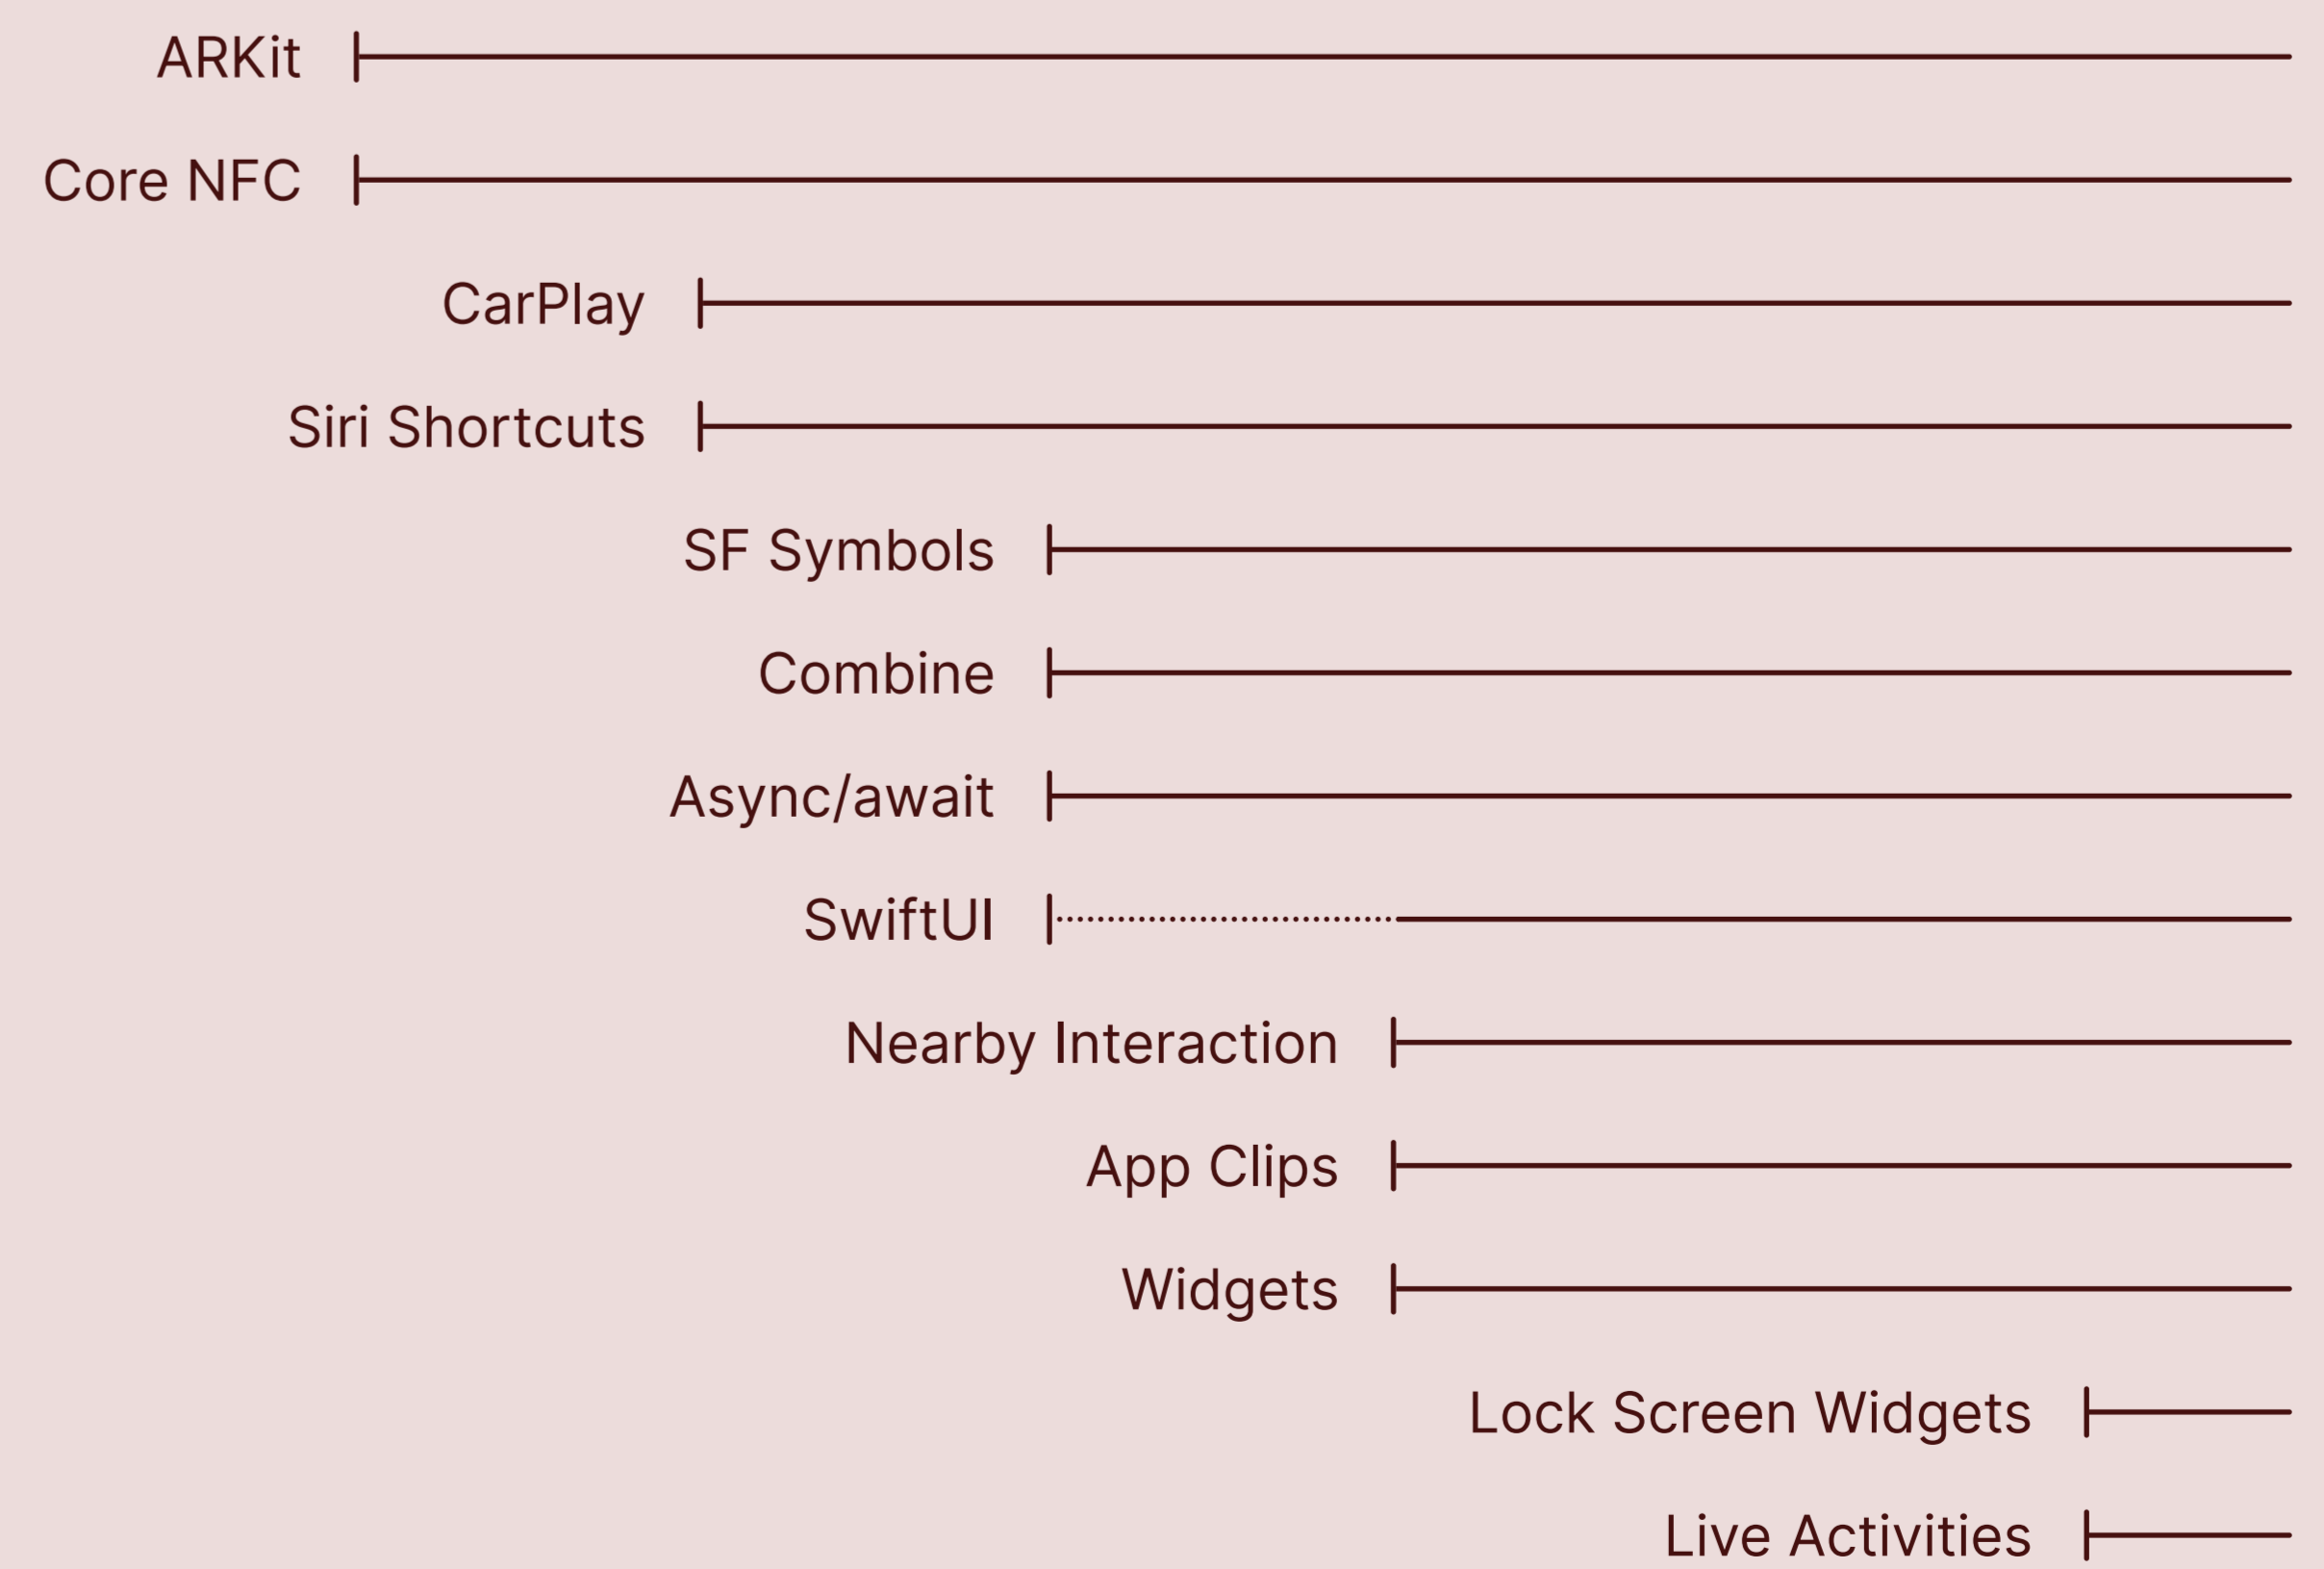 ARKit
Core NFC
CarPlay
Siri Shortcuts
SF Symbols
Combine
Async/await
SwiftUI
Nearby Interaction
App Clips
Widgets
Lock Screen Widgets
Live Activities